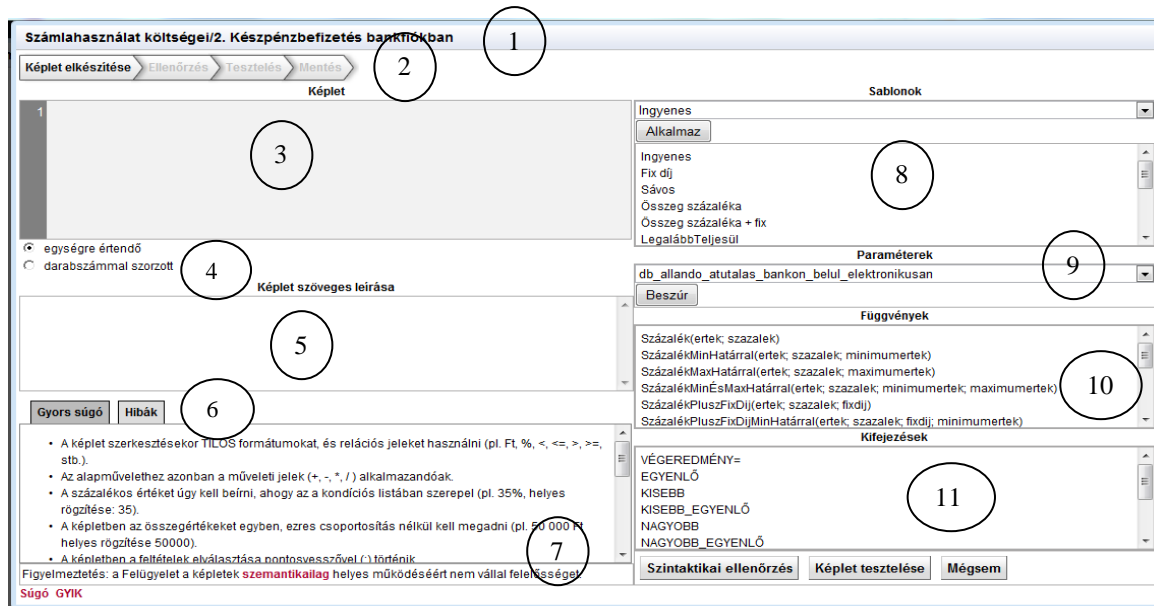 Számlahasználat költségei/2. Készpénzbefizetés bankfiókban
1
Képlet elkészítése
Ellenőrzés
Tesztelés
Mentés
2
Képlet
1
3
egységre értendő
darabszámmal szorzott
4
Képlet szöveges leírása
5
Gyors súgó
Hibák
6
• A képlet szerkesztésekor TILOS formátumokat, és relációs jeleket használni (pl. Ft, %, <, <=, >, >=,
stb.).
• Az alapművelethez azonban a műveleti jelek (+, -, *, / ) alkalmazandóak.
• A százalékos értéket úgy kell beírni, ahogy az a kondíciós listában szerepel (pl. 35%, helyes
rögzítése: 35).
• A képletben az összegértékeket egyben, ezres csoportosítás nélkül kell megadni (pl. 50 000 Ft
helyes rögzítése 50000).
• A képletben a feltételek elválasztása pontosvesszővel (;) történik.
7
Figyelmeztetés: a Felügyelet a képletek szemantikailag helyes működéséért nem vállal felelősséget.
Súgó GYIK
Sablonok
Ingyenes
Alkalmaz
Ingyenes
Fix díj
Sávos
Összeg százaléka
Összeg százaléka + fix
LegalábbTeljesül
8
Paraméterek
9
db_allando_atutalas_bankon_belul_elektronikusan
Beszúr
Függvények
Százalék(ertek; szazalek)
SzázalékMinHatárral(ertek; szazalek; minimumertek)
SzázalékMaxHatárral(ertek; szazalek; maximumertek)
SzázalékMinÉsMaxHatárral(ertek; szazalek; minimumertek; maximumertek)
SzázalékPluszFixDij(ertek; szazalek; fixdij)
SzázalékPluszFixDijMinHatárral(ertek; szazalek; fixdij; minimumertek)
10
Kifejezések
VÉGEREDMÉNY=
EGYENLŐ
KISEBB
KISEBB_EGYENLŐ
NAGYOBB
NAGYOBB_EGYENLŐ
11
Szintaktikai ellenőrzés
Képlet tesztelése
Mégsem